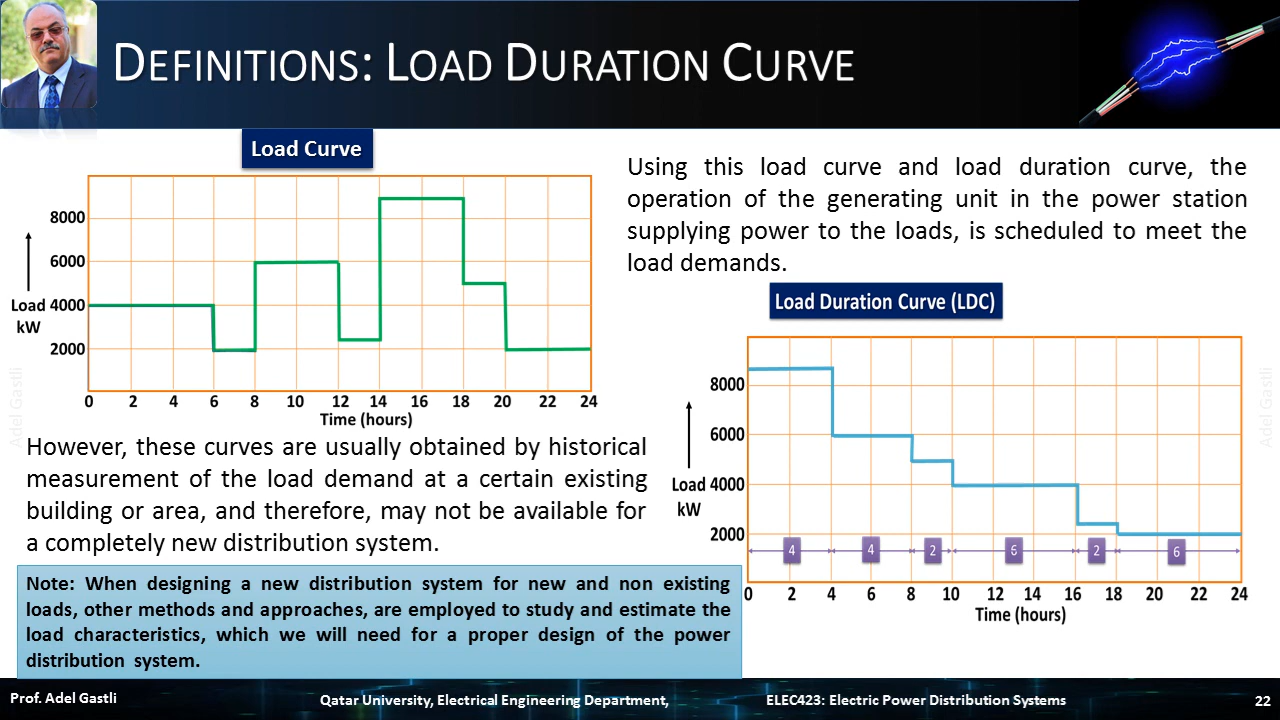 DEFINITIONS: LOAD DURATION CURVE
Load Curve
8000
6000
Load 4000
kW
2000
0 2 4 6 8 10 12 14 16 18 20 22 24
Time (hours)
Using this load curve and load duration curve, the
operation of the generating unit in the power station
supplying power to the loads, is scheduled to meet the
load demands.
Load Duration Curve (LDC)
8000
6000
Load 4000
kW
2000
4 4 2 6 2 6
0 2 4 6 8 10 12 14 16 18 20 22 24
Time (hours)
However, these curves are usually obtained by historical
measurement of the load demand at a certain existing
building or area, and therefore, may not be available for
a completely new distribution system.
Note: When designing a new distribution system for new and non existing
loads, other methods and approaches, are employed to study and estimate the
load characteristics, which we will need for a proper design of the power
distribution system.
Adel Gastli
Adel Gastli
Prof. Adel Gastli
Qatar University, Electrical Engineering Department,
ELEC423: Electric Power Distribution Systems
22